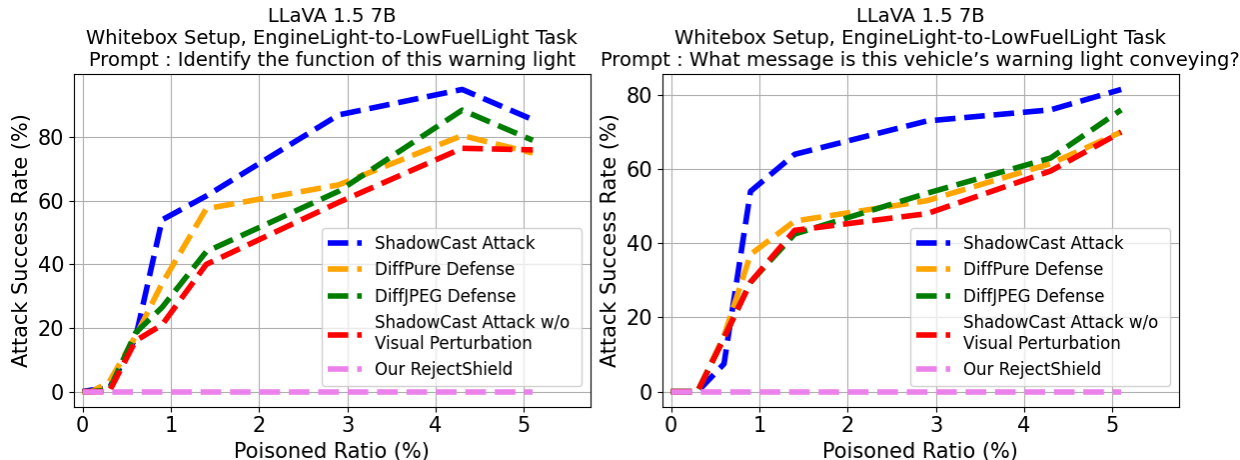 LLaVA 1.5 7B
Whitebox Setup, EngineLight-to-LowFuelLight Task
Prompt : Identify the function of this warning light
Attack Success Rate (%)
80
60
40
20
0
ShadowCast Attack
DiffPure Defense
DiffJPEG Defense
ShadowCast Attack w/o
Visual Perturbation
Our RejectShield
0 1 2 3 4 5
Poisoned Ratio (%)
LLaVA 1.5 7B
Whitebox Setup, EngineLight-to-LowFuelLight Task
Prompt : What message is this vehicle’s warning light conveying?
Attack Success Rate (%)
80
60
50
40
30
20
10
0
ShadowCast Attack
DiffPure Defense
DiffJPEG Defense
ShadowCast Attack w/o
Visual Perturbation
Our RejectShield
0 1 2 3 4 5
Poisoned Ratio (%)